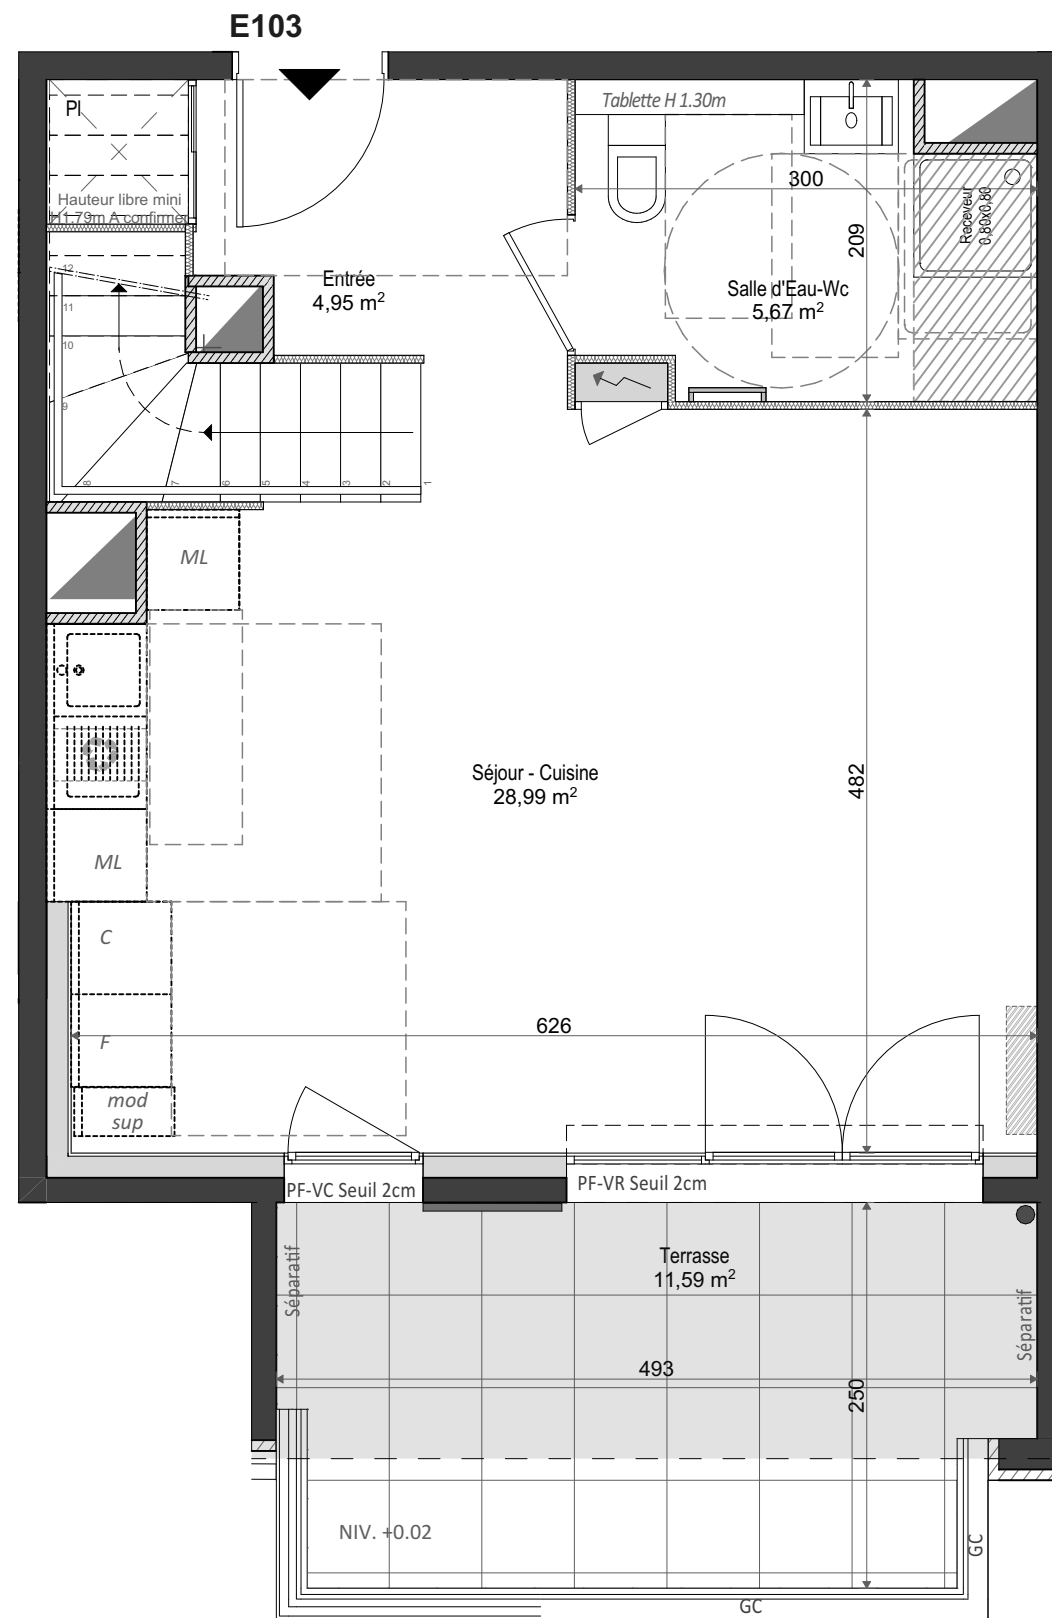 E103
Pl
Tablette H 1.30m
Hauteur libre mini
H1.79m A confirmer
300
209
Receveur
0,80x0,80
Entrée
4,95 m²
Salle d'Eau-Wc
5,67 m²
12
11
10
9
8
7
6
5
4
3
2
1
ML
Séjour - Cuisine
28,99 m²
482
ML
C
626
F
mod
sup
PF-VC Seuil 2cm
PF-VR Seuil 2cm
Séparatif
Terrasse
11,59 m²
Séparatif
493
250
NIV. +0.02
GC
GC